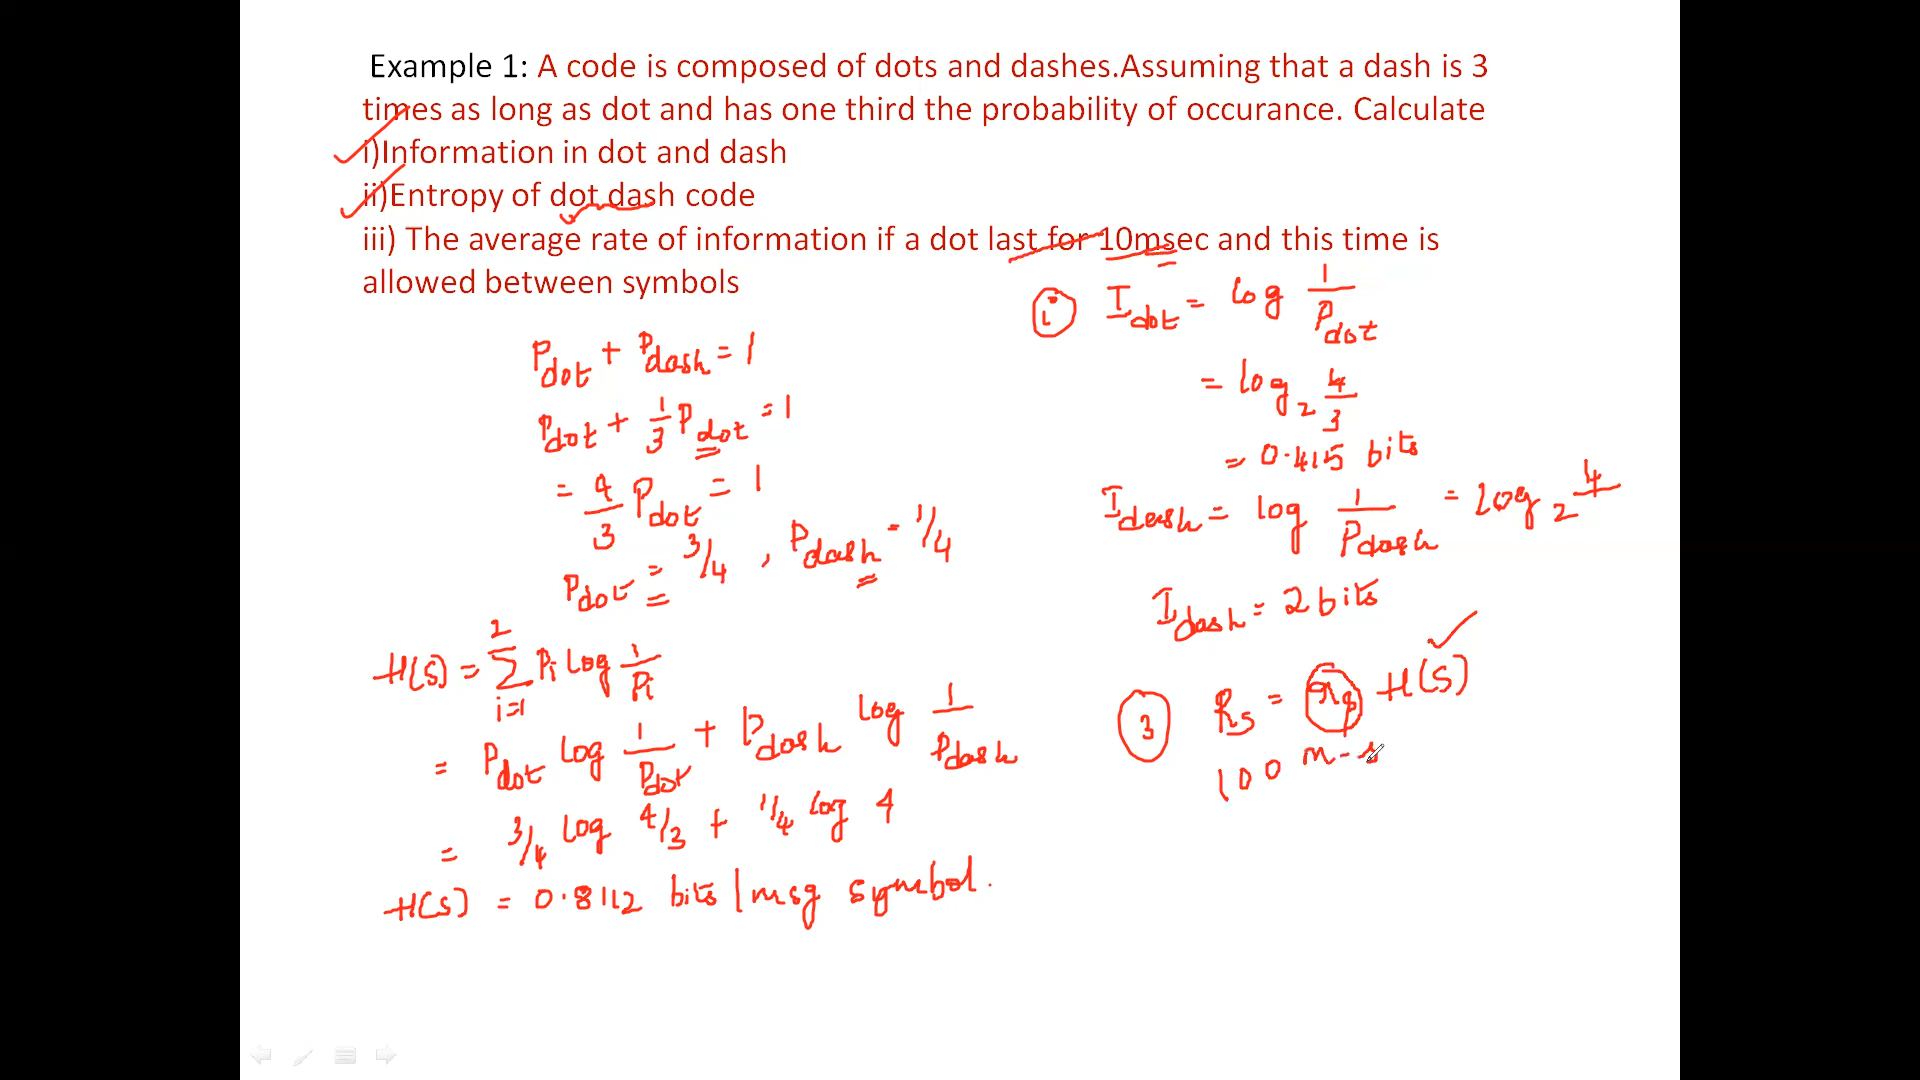 Example 1: A code is composed of dots and dashes.Assuming that a dash is 3
times as long as dot and has one third the probability of occurance. Calculate
i)Information in dot and dash
ii)Entropy of dot dash code
iii) The average rate of information if a dot last for 10msec and this time is
allowed between symbols
P_dot + P_dash = 1
P_dot + 1/3 P_dot = 1
= 4/3 P_dot = 1
P_dot = 3/4 , P_dash = 1/4
H(S) = Σ_{i=1}^{2} Pi log 1/Pi
= P_dot log 1/P_dot + P_dash log 1/P_dash
= 3/4 log 4/3 + 1/4 log 4
H(S) = 0.8112 bits | msg symbol.
i I_dot = log 1/P_dot
= log_2 4/3
= 0.415 bits
I_dash = log 1/P_dash = log_2 4
I_dash = 2 bits
3 R_s = r_s H(S)
100 m-s